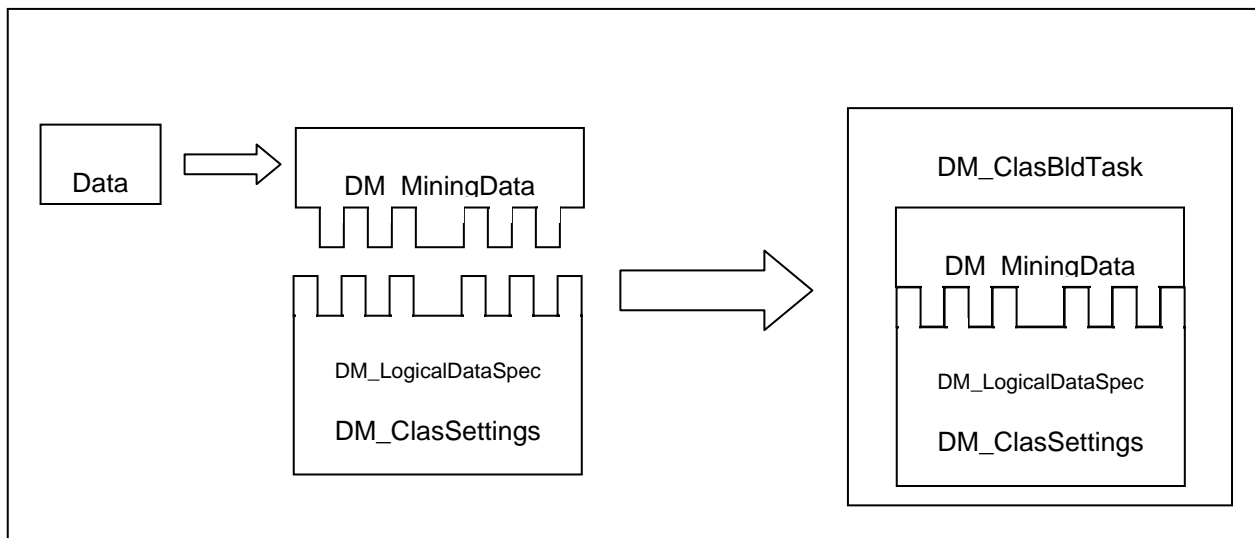 Data
DM_MiningData
DM_LogicalDataSpec
DM_ClasSettings
DM_ClasBldTask
DM_MiningData
DM_LogicalDataSpec
DM_ClasSettings